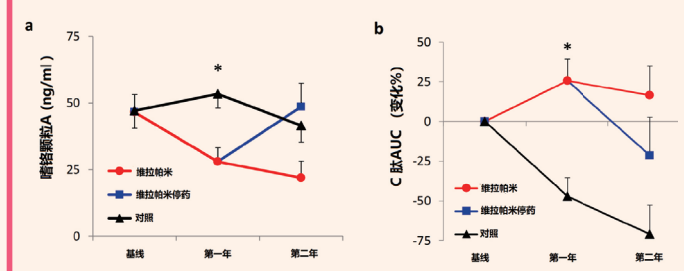 a
嗜铬颗粒A (ng/ml)
75
50
25
0
*
维拉帕米
维拉帕米停药
对照
基线
第一年
第二年
b
C 肽AUC（变化%）
50
25
0
-25
-50
-75
*
维拉帕米
维拉帕米停药
对照
基线
第一年
第二年